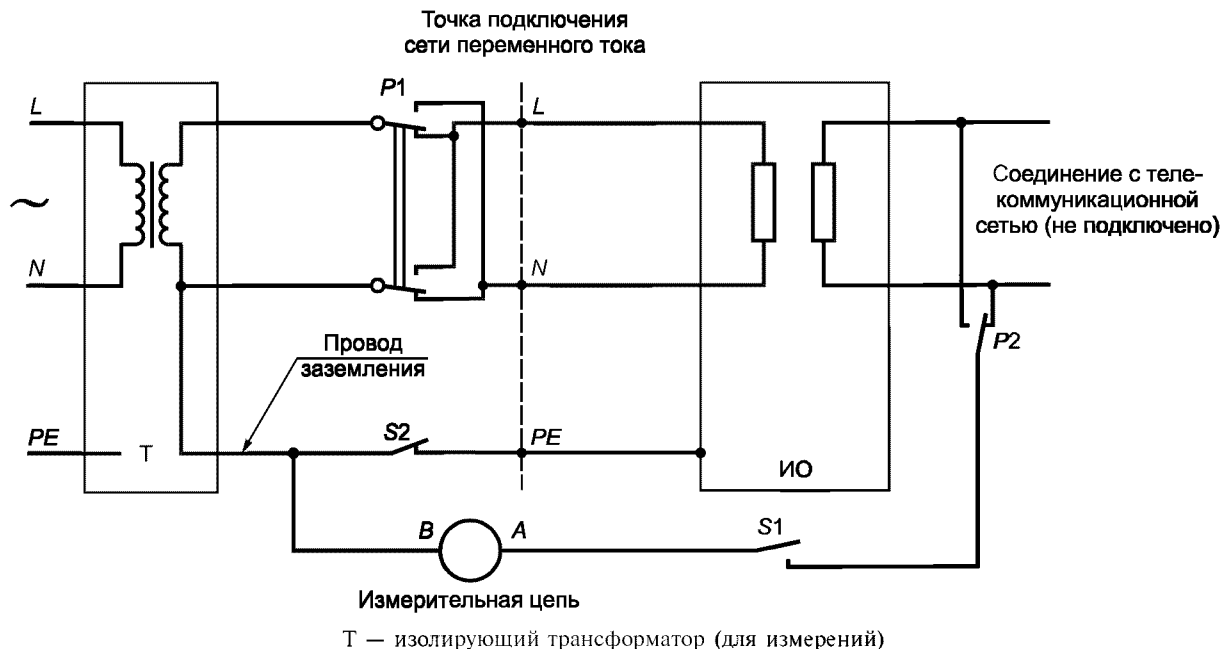 Точка подключения
сети переменного тока
P1
L
L
Соединение с теле-
коммуникационной
сетью (не подключено)
~
N
N
P2
Провод
заземления
S2
PE
PE
T
ИО
B
A
S1
Измерительная цепь
Т — изолирующий трансформатор (для измерений)